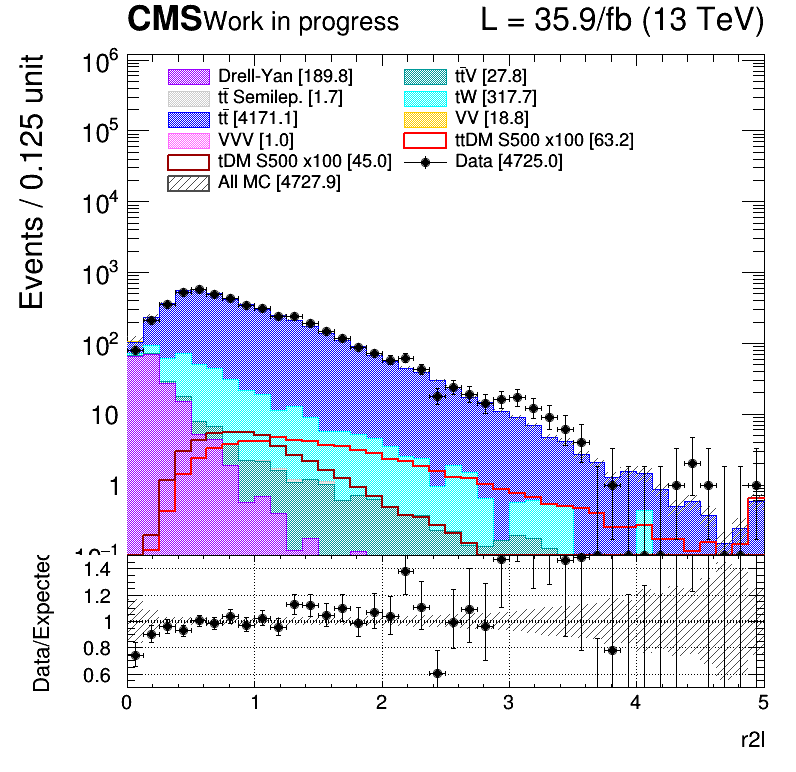 CMS Work in progress L = 35.9/fb (13 TeV)
Events / 0.125 unit
10⁶
10⁵
10⁴
10³
10²
10
1
10⁻¹
Drell-Yan [189.8] tt̄V [27.8]
tt̄ Semilep. [1.7] tW [317.7]
tt̄ [4171.1] VV [18.8]
VVV [1.0] ttDM S500 x100 [63.2]
tDM S500 x100 [45.0] Data [4725.0]
All MC [4727.9]
Data/Expected
1.4
1.2
1
0.8
0.6
0 1 2 3 4 5
r2l